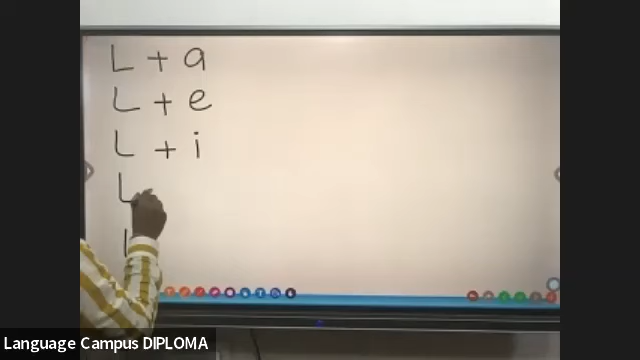 L + a
L + e
L + i
L
L
Language Campus DIPLOMA